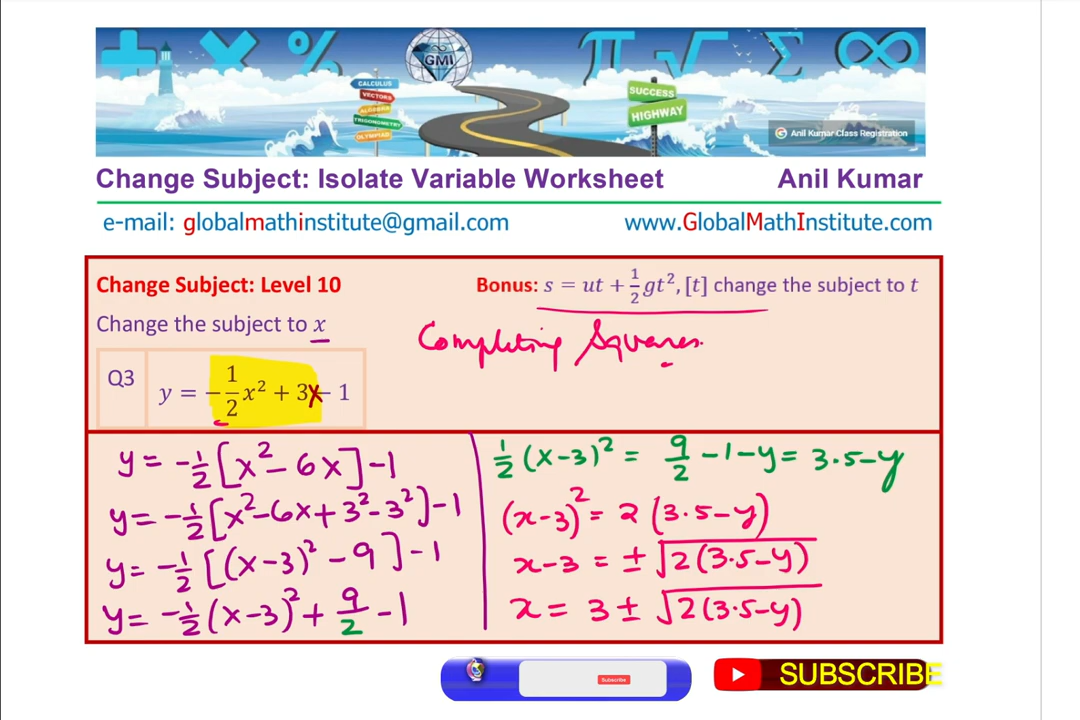 GMI
CALCULUS
VECTORS
ALGEBRA
TRIGONOMETRY
OLYMPIAD
SUCCESS
HIGHWAY
Anil Kumar Class Registration
Change Subject: Isolate Variable Worksheet Anil Kumar
e-mail: globalmathinstitute@gmail.com www.GlobalMathInstitute.com
Change Subject: Level 10 Bonus: s = ut + 1/2 gt², [t] change the subject to t
Change the subject to x
Completing Squares.
Q3 y = -1/2 x² + 3x - 1
y = -1/2 [x² - 6x] - 1
y = -1/2 [x² - 6x + 3² - 3²] - 1
y = -1/2 [(x-3)² - 9] - 1
y = -1/2 (x-3)² + 9/2 - 1
1/2 (x-3)² = 9/2 - 1 - y = 3.5 - y
(x-3)² = 2 (3.5 - y)
x - 3 = ± √2(3.5 - y)
x = 3 ± √2(3.5 - y)
Subscribe
SUBSCRIBE